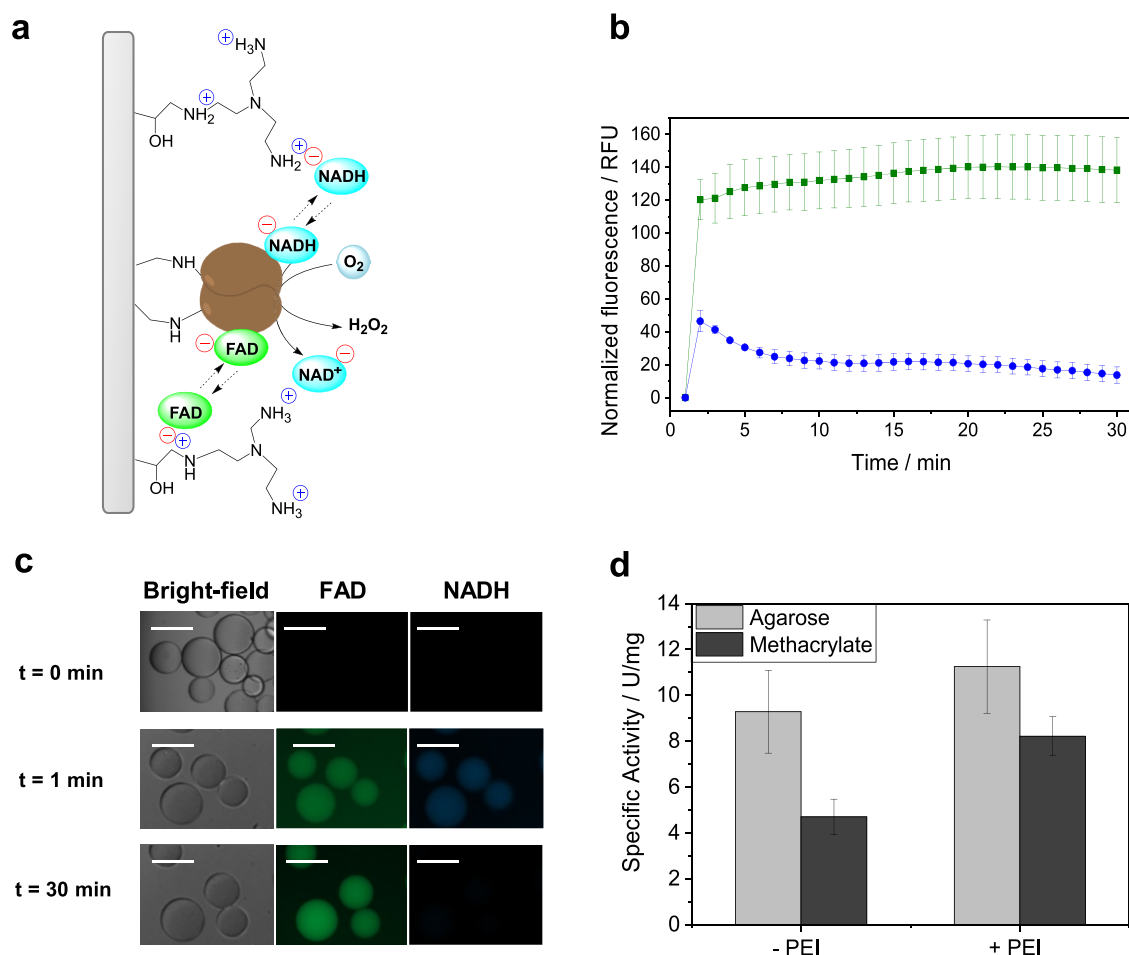 a
⊕
H₃N
⊕
NH₂
N
OH
⊕
NH₂
⊖
NADH
⊖
NADH
NH
O₂
N
H
H₂O₂
⊖
FAD
NAD⁺
⊖
FAD
⊕
NH₃
⊖
⊕
N
H
N
OH
NH₃
⊕
b
Normalized fluorescence / RFU
160
140
120
100
80
60
40
20
0
0 5 10 15 20 25 30
Time / min
c
Bright-field FAD NADH
t = 0 min
t = 1 min
t = 30 min
d
Specific Activity / U/mg
14
12
10
8
6
4
2
0
Agarose
Methacrylate
- PEI + PEI